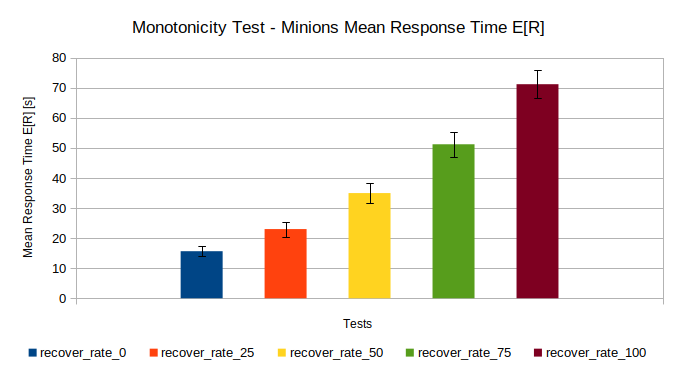 Monotonicity Test - Minions Mean Response Time E[R]
Mean Response Time E[R] [s]
80
70
60
50
40
30
20
10
0
Tests
recover_rate_0 recover_rate_25 recover_rate_50 recover_rate_75 recover_rate_100